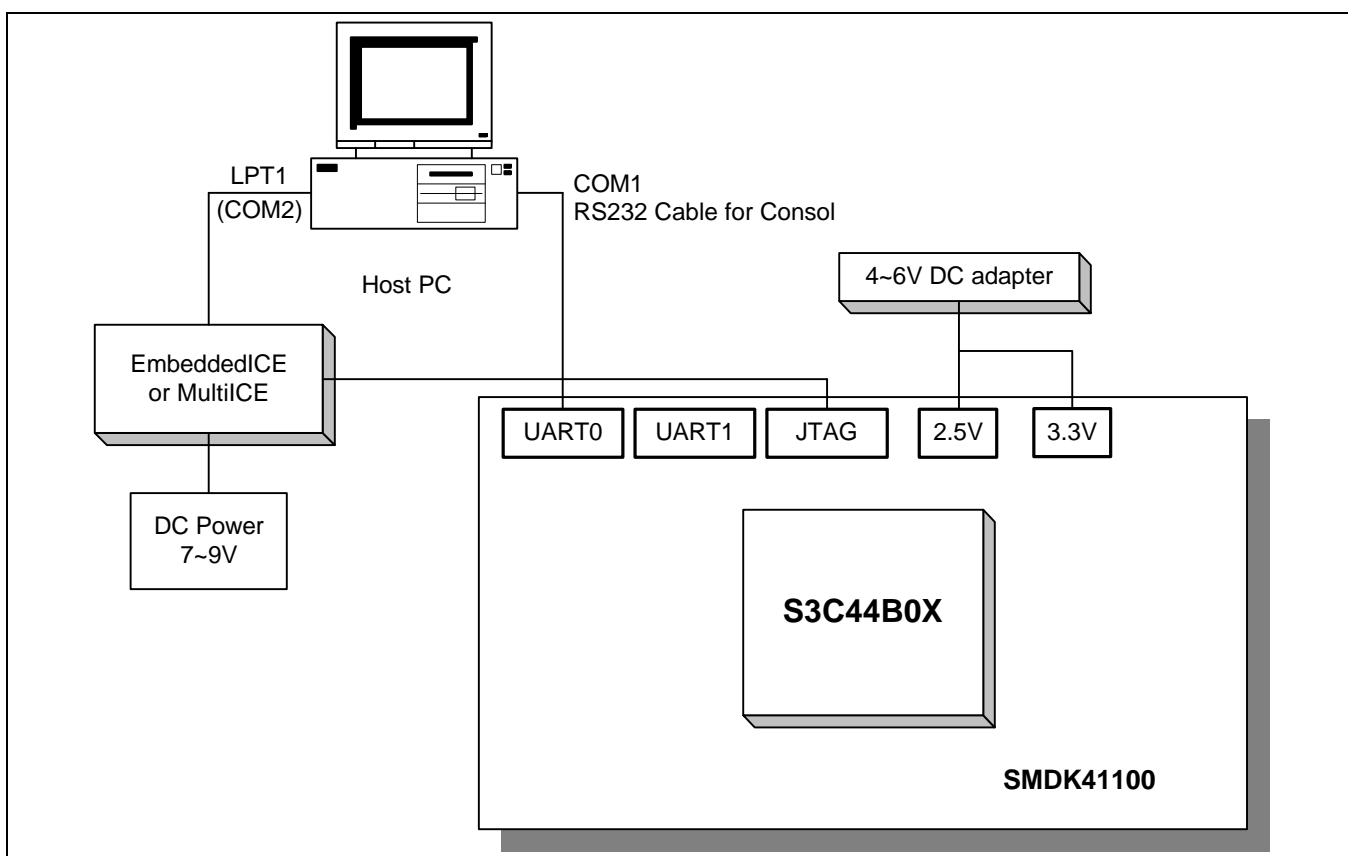 LPT1
(COM2)
COM1
RS232 Cable for Consol
Host PC
4~6V DC adapter
EmbeddedICE
or MultiICE
UART0
UART1
JTAG
2.5V
3.3V
DC Power
7~9V
S3C44B0X
SMDK41100